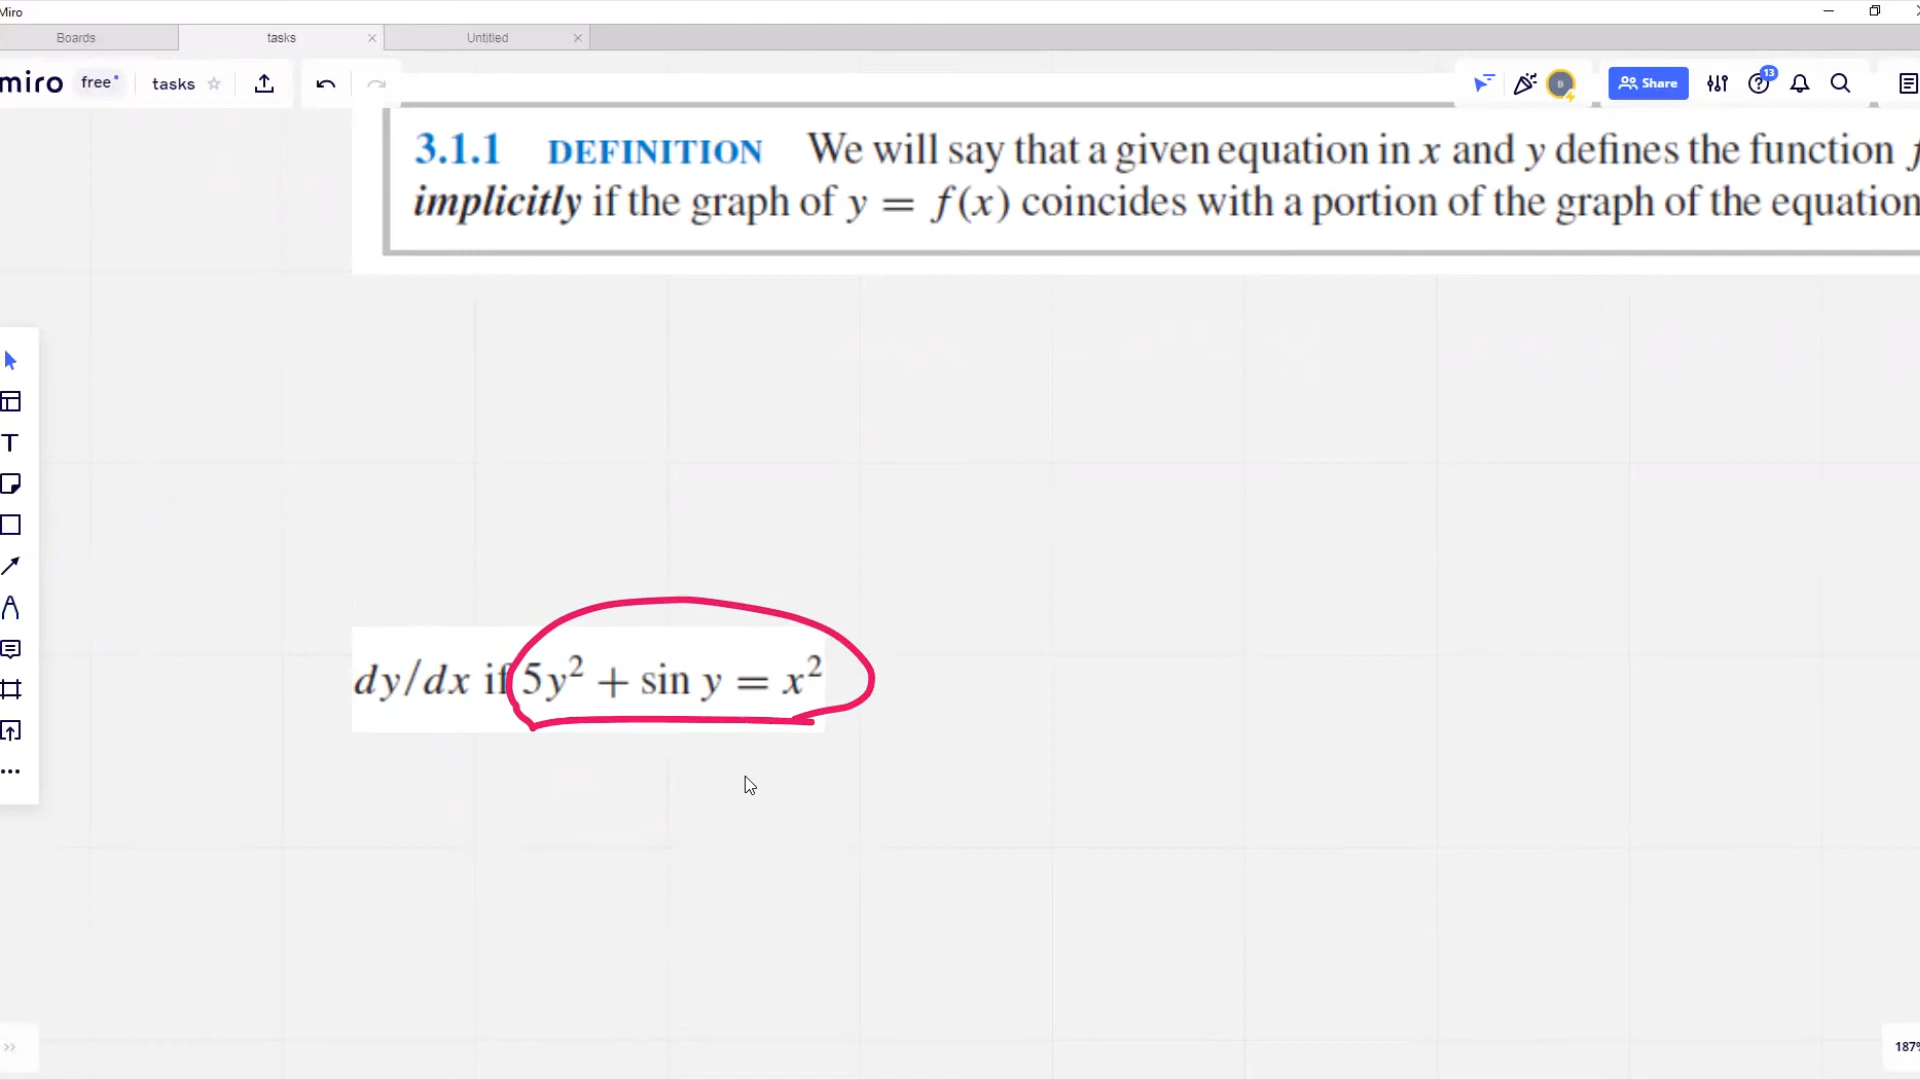 Miro
Boards
tasks
Untitled
miro free
tasks
Share
13
3.1.1 DEFINITION We will say that a given equation in x and y defines the function f
implicitly if the graph of y = f(x) coincides with a portion of the graph of the equation
dy/dx if 5y² + sin y = x²
187%